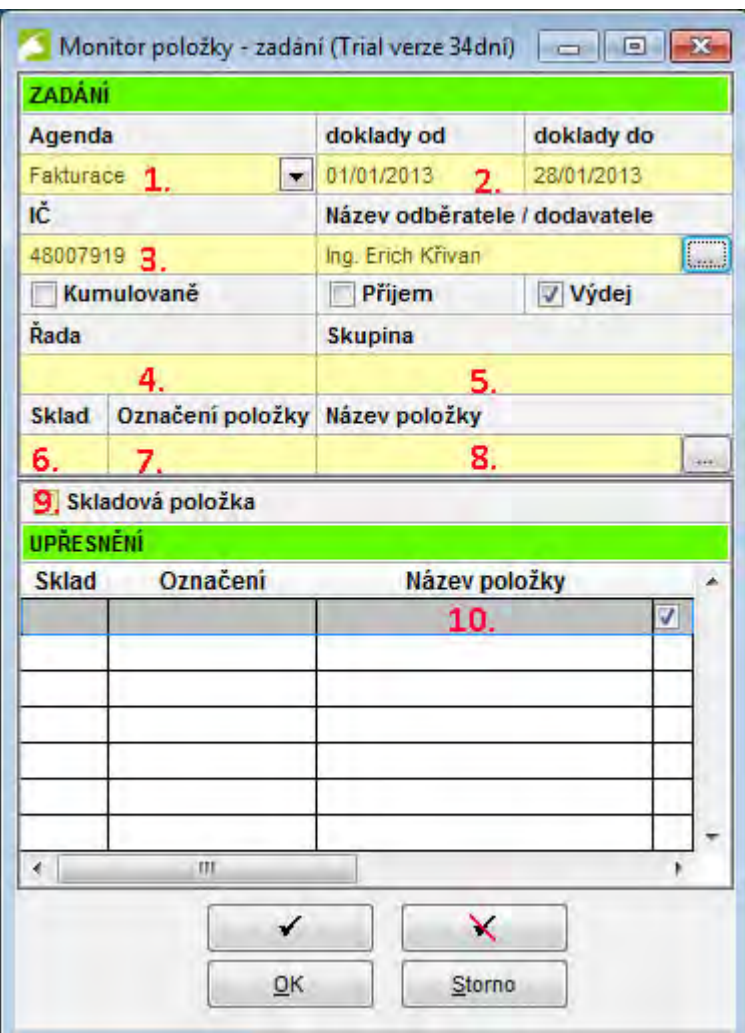 Monitor položky - zadání (Trial verze 34dní)
ZADÁNÍ
Agenda doklady od doklady do
Fakturace 1. 01/01/2013 2. 28/01/2013
IČ Název odběratele / dodavatele
48007919 3. Ing. Erich Křivan ...
Kumulovaně Příjem Výdej
Řada Skupina
4. 5.
Sklad Označení položky Název položky
6. 7. 8. ...
9. Skladová položka
UPŘESNĚNÍ
Sklad Označení Název položky
10.
OK Storno